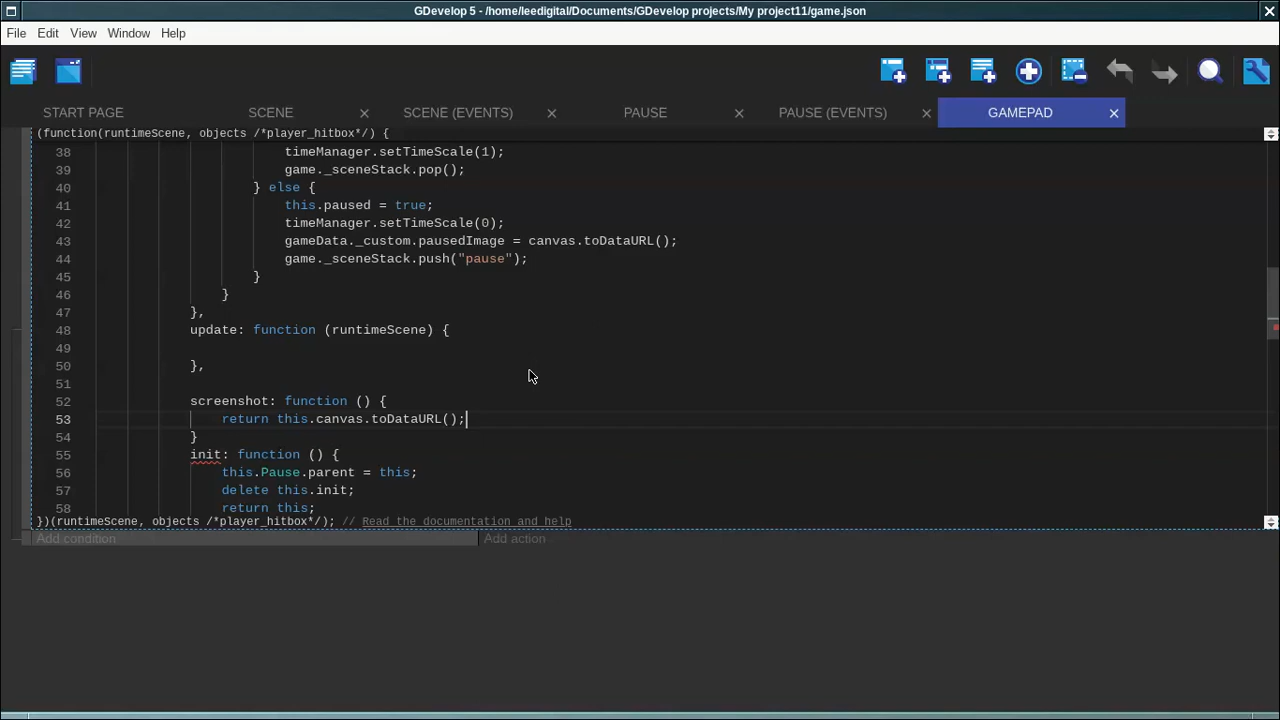 GDevelop 5 - /home/leedigital/Documents/GDevelop projects/My project11/game.json
File Edit View Window Help
START PAGE SCENE SCENE (EVENTS) PAUSE PAUSE (EVENTS) GAMEPAD
(function(runtimeScene, objects /*player_hitbox*/) {
38 timeManager.setTimeScale(1);
39 game._sceneStack.pop();
40 } else {
41 this.paused = true;
42 timeManager.setTimeScale(0);
43 gameData._custom.pausedImage = canvas.toDataURL();
44 game._sceneStack.push("pause");
45 }
46 }
47 },
48 update: function (runtimeScene) {
49
50 },
51
52 screenshot: function () {
53 return this.canvas.toDataURL();
54 }
55 init: function () {
56 this.Pause.parent = this;
57 delete this.init;
58 return this;
})(runtimeScene, objects /*player_hitbox*/); // Read the documentation and help
Add condition Add action